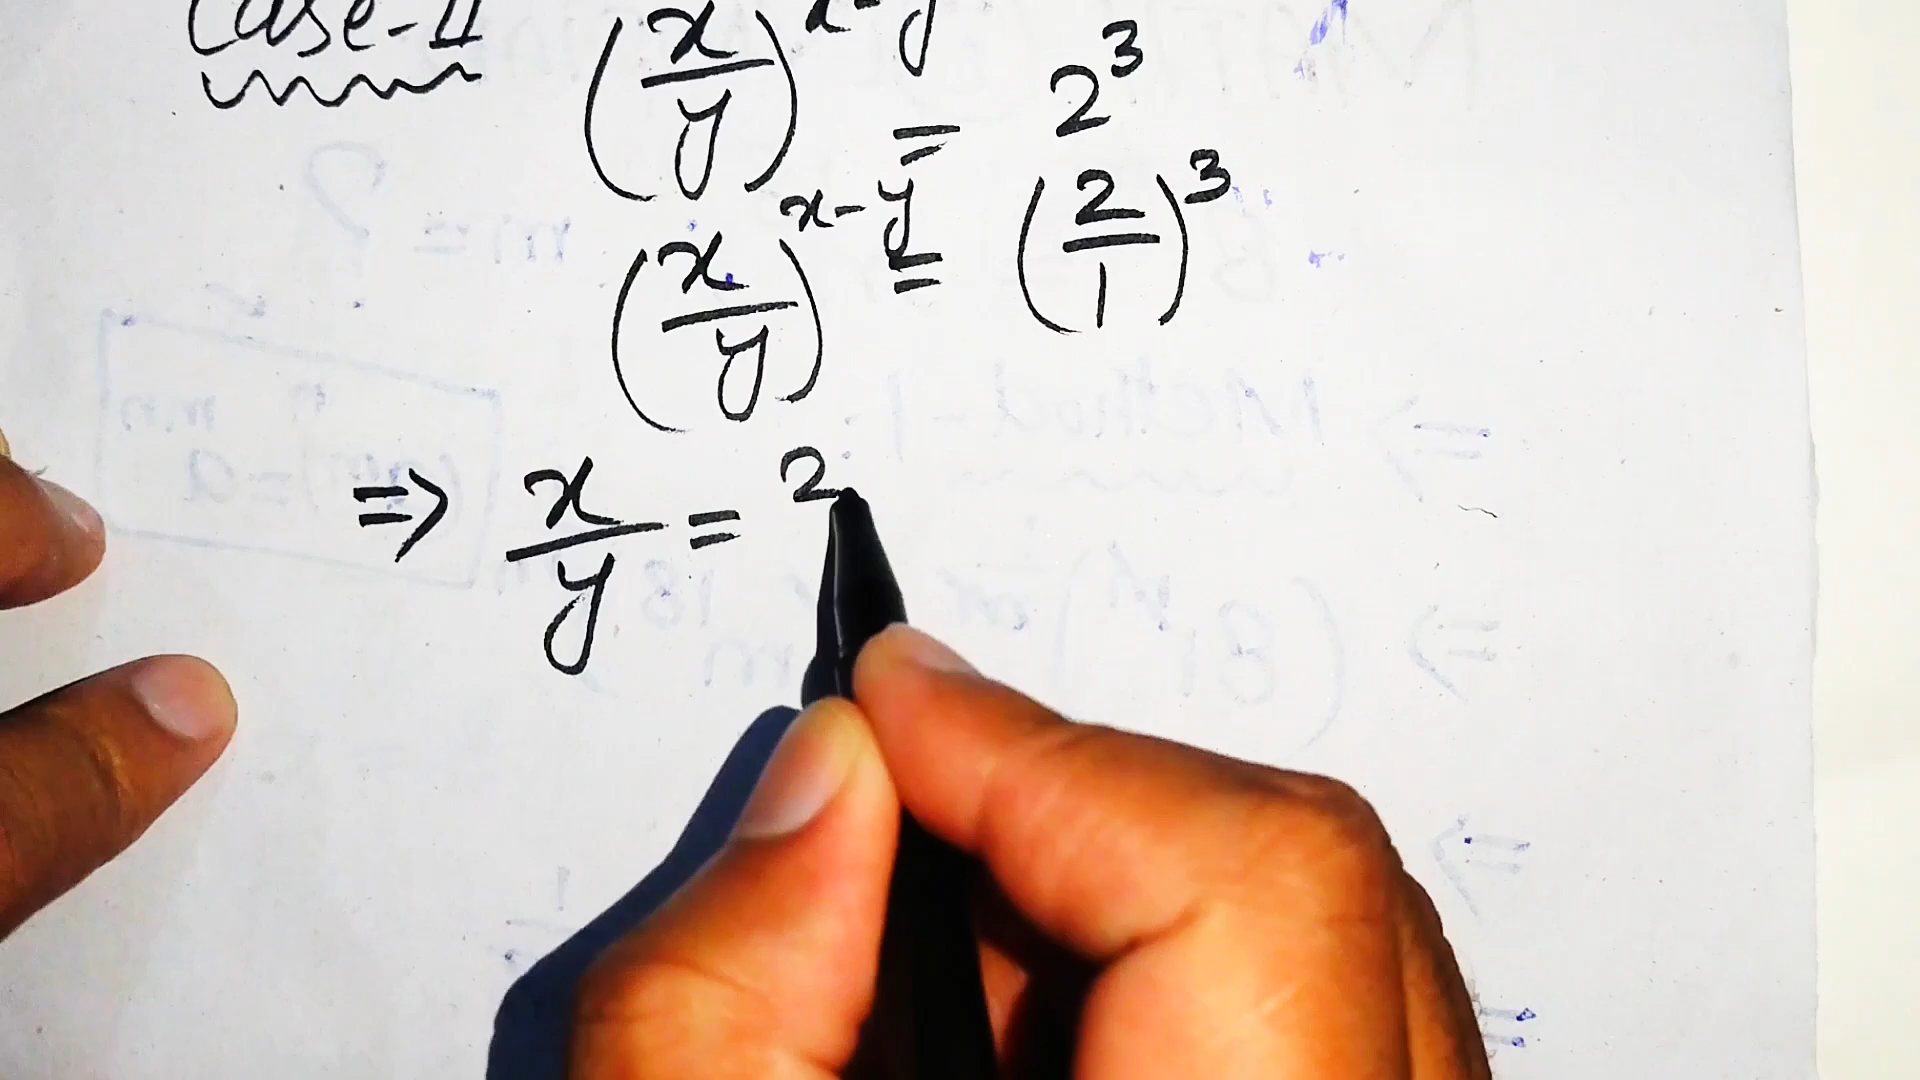 Case-II
(x/y)^(x-y) = 2^3
(x/y)^(x-y) = (2/1)^3
=> x/y = 2